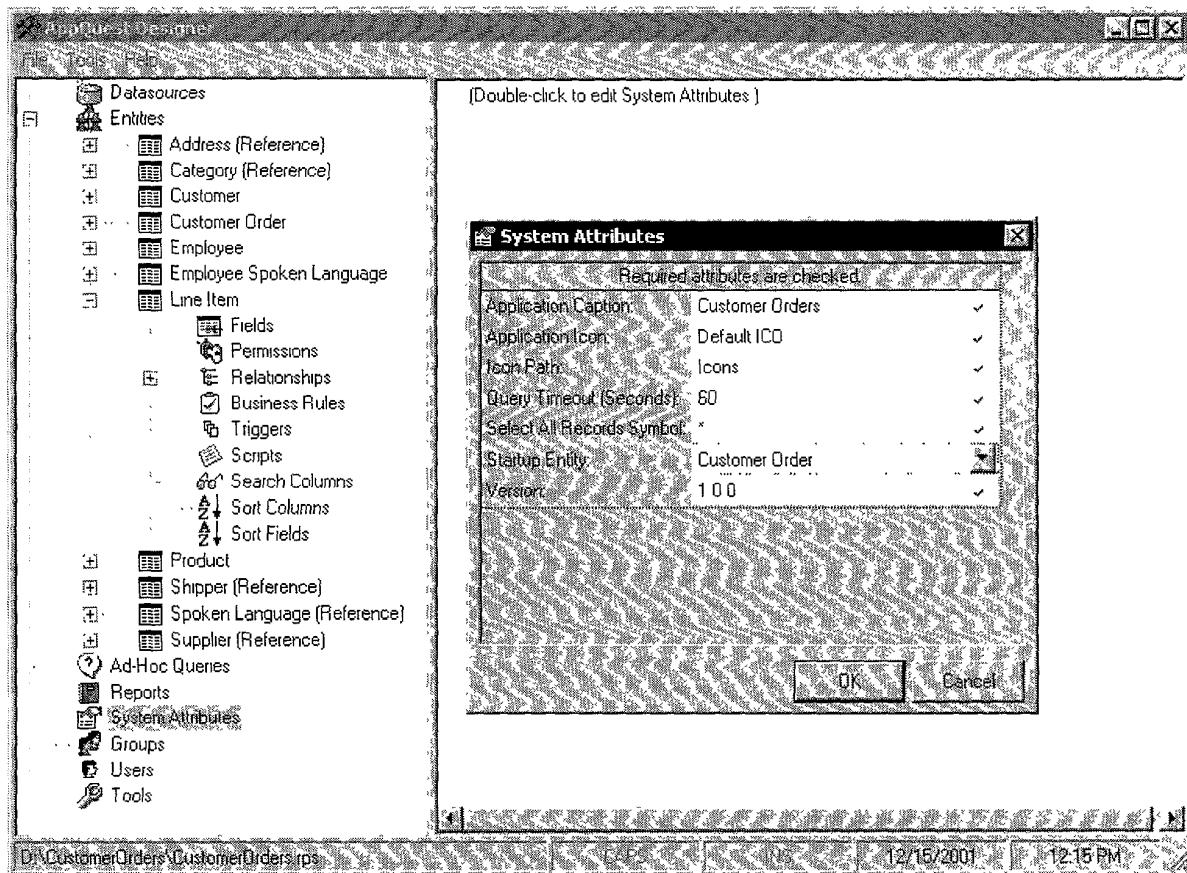 AppQuest Designer
File Tools Help
Datasources
Entities
Address (Reference)
Category (Reference)
Customer
Customer Order
Employee
Employee Spoken Language
Line Item
Fields
Permissions
Relationships
Business Rules
Triggers
Scripts
Search Columns
Sort Columns
Sort Fields
Product
Shipper (Reference)
Spoken Language (Reference)
Supplier (Reference)
Ad-Hoc Queries
Reports
System Attributes
Groups
Users
Tools
(Double-click to edit System Attributes )
System Attributes
Required attributes are checked.
Application Caption: Customer Orders
Application Icon: Default ICO
Icon Path: Icons
Query Timeout (Seconds): 60
Select All Records Symbol: *
Startup Entity: Customer Order
Version: 1 0 0
OK Cancel
D:\CustomerOrders\CustomerOrders.rps CAPS INS 12/15/2001 12:15 PM